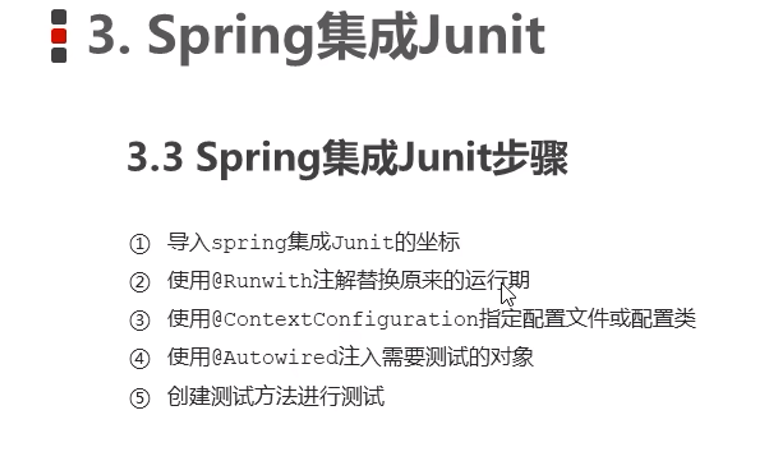 3. Spring集成Junit
3.3 Spring集成Junit步骤
① 导入spring集成Junit的坐标
② 使用@Runwith注解替换原来的运行期
③ 使用@ContextConfiguration指定配置文件或配置类
④ 使用@Autowired注入需要测试的对象
⑤ 创建测试方法进行测试